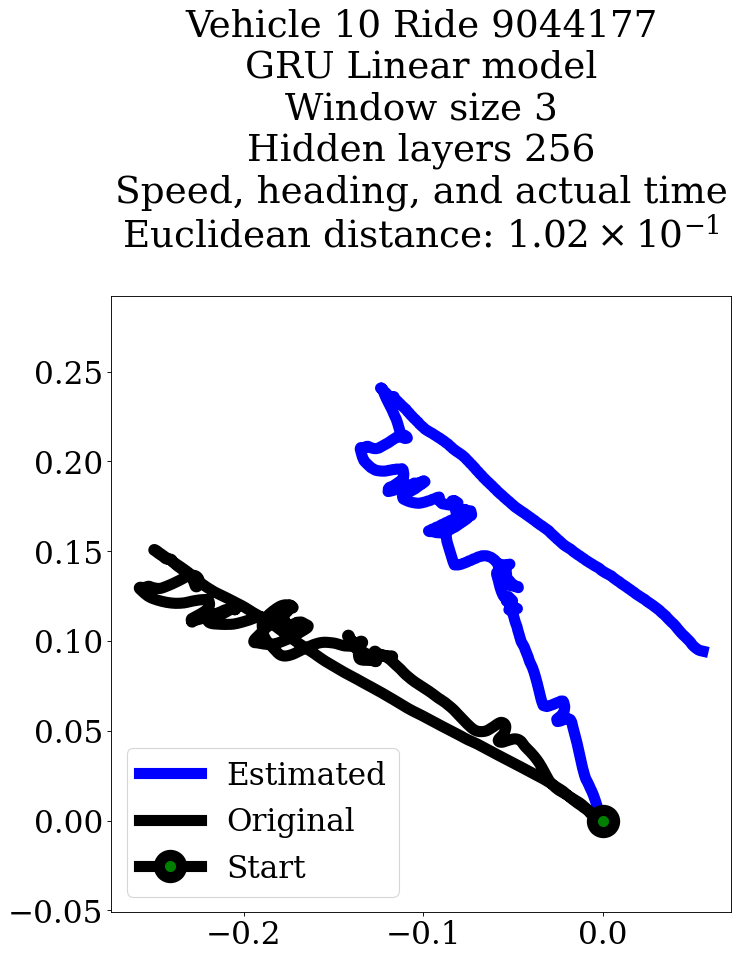 Vehicle 10 Ride 9044177
GRU Linear model
Window size 3
Hidden layers 256
Speed, heading, and actual time
Euclidean distance: 1.02 × 10⁻¹
0.25
0.20
0.15
0.10
0.05
0.00
−0.05
Estimated
Original
Start
−0.2
−0.1
0.0